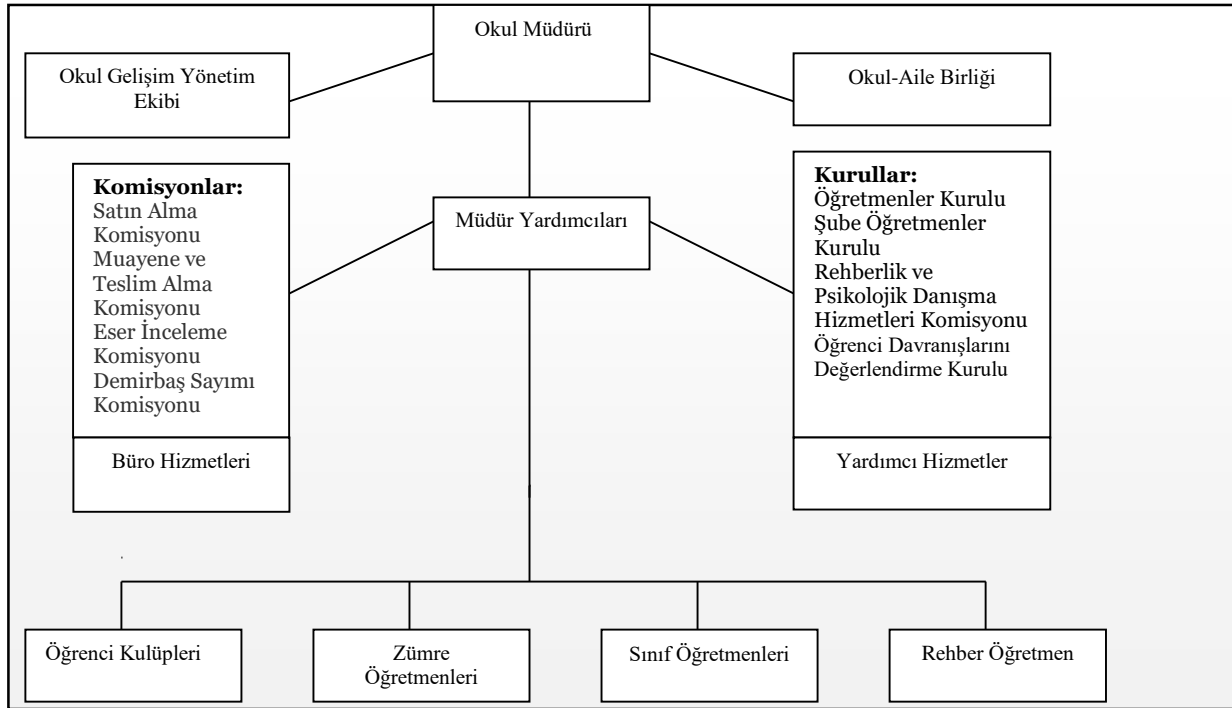 Okul Müdürü
Okul Gelişim Yönetim
Ekibi
Okul-Aile Birliği
Komisyonlar:
Satın Alma
Komisyonu
Muayene ve
Teslim Alma
Komisyonu
Eser İnceleme
Komisyonu
Demirbaş Sayımı
Komisyonu
Müdür Yardımcıları
Kurullar:
Öğretmenler Kurulu
Şube Öğretmenler
Kurulu
Rehberlik ve
Psikolojik Danışma
Hizmetleri Komisyonu
Öğrenci Davranışlarını
Değerlendirme Kurulu
Büro Hizmetleri
Yardımcı Hizmetler
Öğrenci Kulüpleri
Zümre
Öğretmenleri
Sınıf Öğretmenleri
Rehber Öğretmen